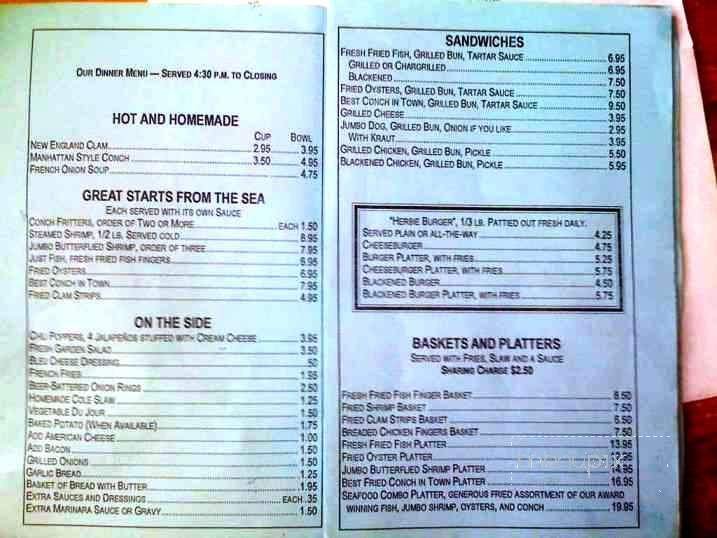 OUR DINNER MENU — SERVED 4:30 P.M. TO CLOSING
HOT AND HOMEMADE
CUP BOWL
NEW ENGLAND CLAM 2.95 3.95
MANHATTAN STYLE CONCH 3.50 4.95
FRENCH ONION SOUP 4.75
GREAT STARTS FROM THE SEA
EACH SERVED WITH ITS OWN SAUCE
CONCH FRITTERS, ORDER OF TWO OR MORE EACH 1.50
STEAMED SHRIMP, 1/2 LB. SERVED COLD 8.95
JUMBO BUTTERFLIED SHRIMP, ORDER OF THREE 7.95
JUST FISH, FRESH FRIED FISH FINGERS 6.95
FRIED OYSTERS 6.95
BEST CONCH IN TOWN 7.95
FRIED CLAM STRIPS 4.95
ON THE SIDE
CHILI POPPERS, 4 JALAPEÑOS STUFFED WITH CREAM CHEESE 3.95
FRESH GARDEN SALAD 3.50
BLEU CHEESE DRESSING .50
FRENCH FRIES 1.95
BEER-BATTERED ONION RINGS 2.50
HOMEMADE COLE SLAW 1.25
VEGETABLE DU JOUR 1.50
BAKED POTATO (WHEN AVAILABLE) 1.75
ADD AMERICAN CHEESE 1.00
ADD BACON 1.50
GRILLED ONIONS 1.50
GARLIC BREAD 1.25
BASKET OF BREAD WITH BUTTER 1.95
EXTRA SAUCES AND DRESSINGS EACH .35
EXTRA MARINARA SAUCE OR GRAVY 1.50
SANDWICHES
FRESH FRIED FISH, GRILLED BUN, TARTAR SAUCE 6.95
GRILLED OR CHARGRILLED 6.95
BLACKENED 7.50
FRIED OYSTERS, GRILLED BUN, TARTAR SAUCE 7.50
BEST CONCH IN TOWN, GRILLED BUN, TARTAR SAUCE 9.50
GRILLED CHEESE 3.95
JUMBO DOG, GRILLED BUN, ONION IF YOU LIKE 2.95
WITH KRAUT 3.95
GRILLED CHICKEN, GRILLED BUN, PICKLE 5.50
BLACKENED CHICKEN, GRILLED BUN, PICKLE 5.95
"HERBIE BURGER", 1/3 LB. PATTIED OUT FRESH DAILY.
SERVED PLAIN OR ALL-THE-WAY 4.25
CHEESEBURGER 4.75
BURGER PLATTER, WITH FRIES 5.25
CHEESEBURGER PLATTER, WITH FRIES 5.75
BLACKENED BURGER 4.50
BLACKENED BURGER PLATTER, WITH FRIES 5.75
BASKETS AND PLATTERS
SERVED WITH FRIES, SLAW AND A SAUCE
SHARING CHARGE $2.50
FRESH FRIED FISH FINGER BASKET 8.50
FRIED SHRIMP BASKET 7.50
FRIED CLAM STRIPS BASKET 6.50
BREADED CHICKEN FINGERS BASKET 7.50
FRESH FRIED FISH PLATTER 13.95
FRIED OYSTER PLATTER
JUMBO BUTTERFLIED SHRIMP PLATTER 14.95
BEST FRIED CONCH IN TOWN PLATTER 16.95
SEAFOOD COMBO PLATTER, GENEROUS FRIED ASSORTMENT OF OUR AWARD
WINNING FISH, JUMBO SHRIMP, OYSTERS, AND CONCH 19.95